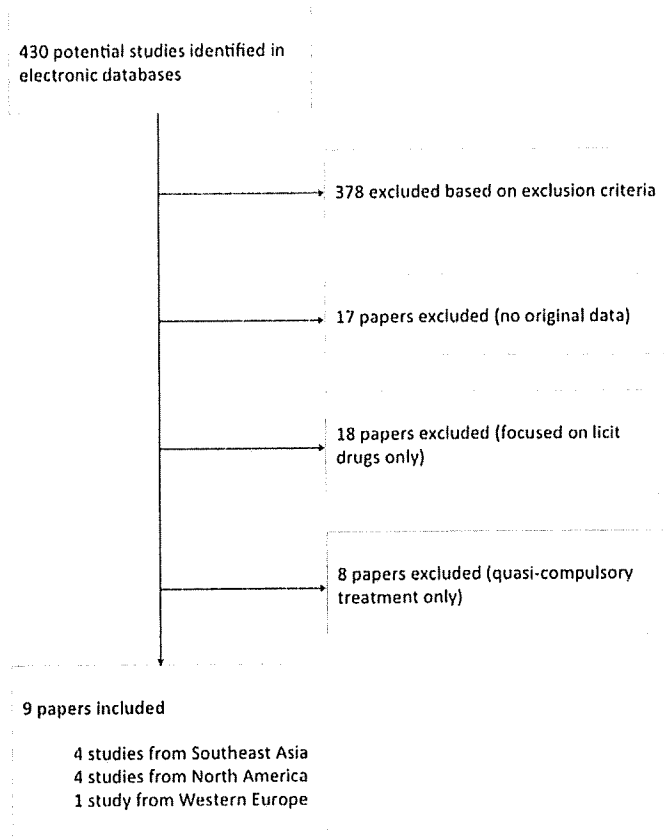 430 potential studies identified in
electronic databases
378 excluded based on exclusion criteria
17 papers excluded (no original data)
18 papers excluded (focused on licit
drugs only)
8 papers excluded (quasi-compulsory
treatment only)
9 papers included
4 studies from Southeast Asia
4 studies from North America
1 study from Western Europe